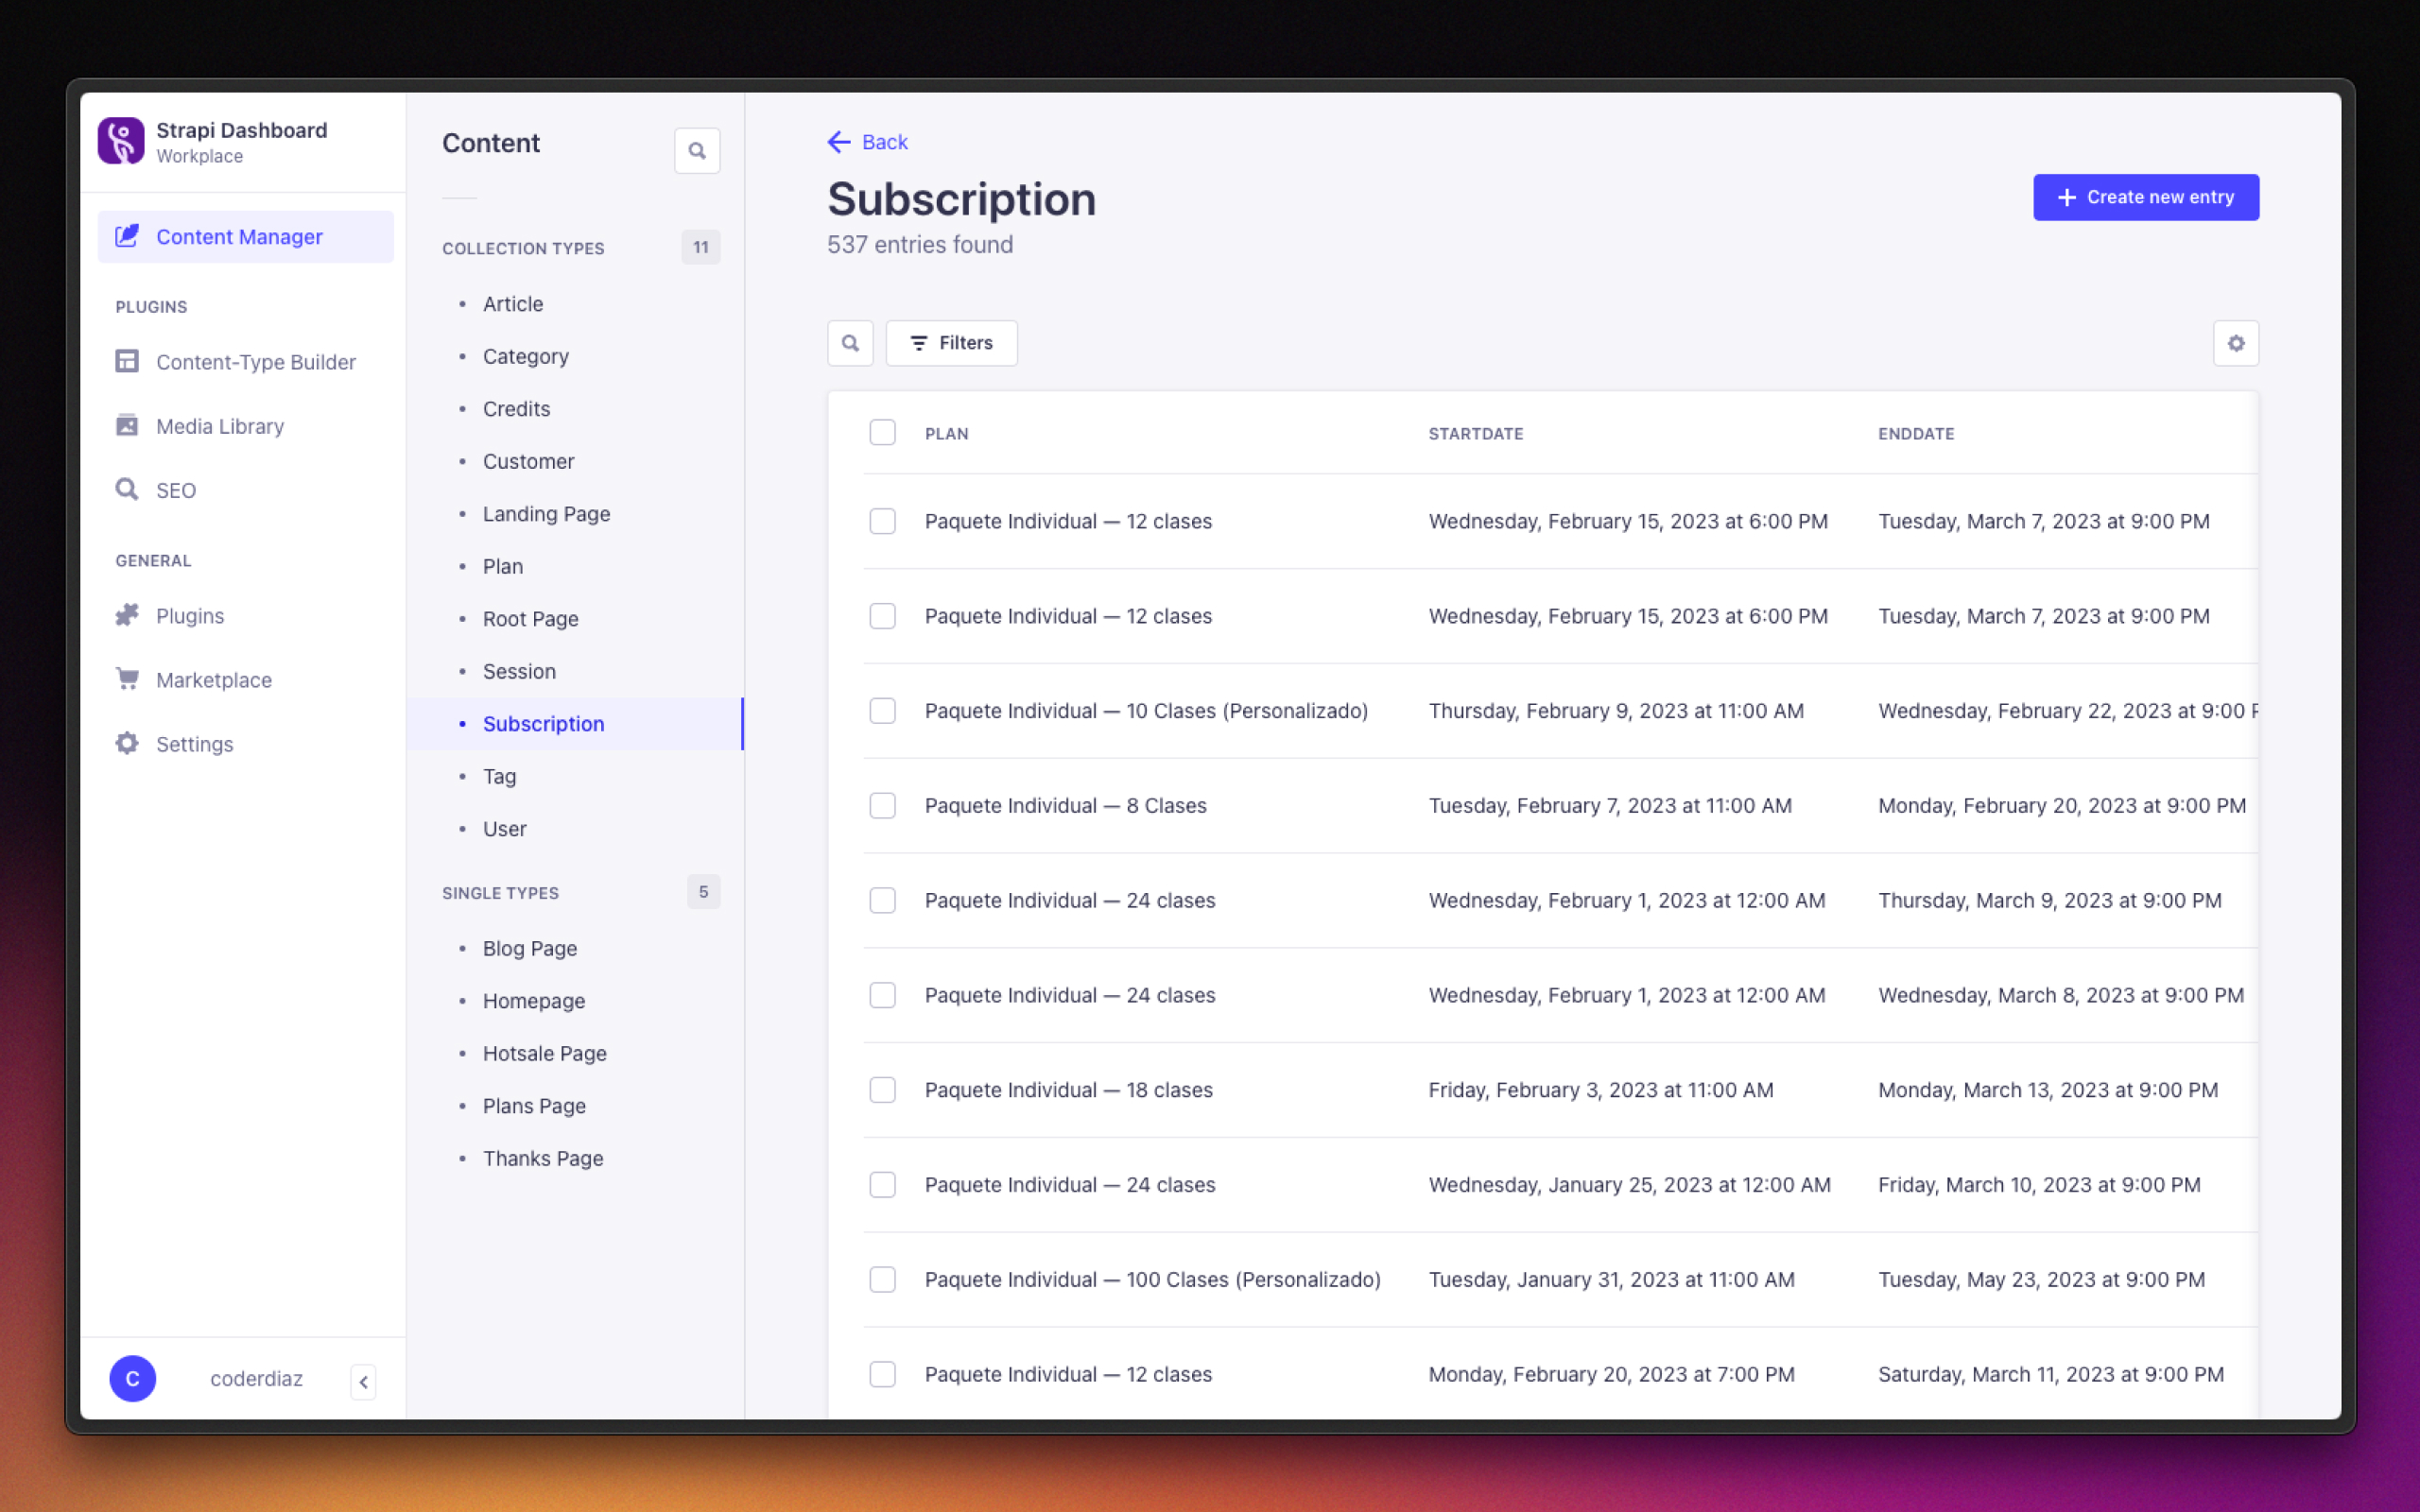 Strapi Dashboard
Workplace
Content Manager
PLUGINS
Content-Type Builder
Media Library
SEO
GENERAL
Plugins
Marketplace
Settings
C coderdiaz
Content
COLLECTION TYPES 11
Article
Category
Credits
Customer
Landing Page
Plan
Root Page
Session
Subscription
Tag
User
SINGLE TYPES 5
Blog Page
Homepage
Hotsale Page
Plans Page
Thanks Page
Back
Subscription
537 entries found
Create new entry
Filters
PLAN STARTDATE ENDDATE
Paquete Individual — 12 clases Wednesday, February 15, 2023 at 6:00 PM Tuesday, March 7, 2023 at 9:00 PM
Paquete Individual — 12 clases Wednesday, February 15, 2023 at 6:00 PM Tuesday, March 7, 2023 at 9:00 PM
Paquete Individual — 10 Clases (Personalizado) Thursday, February 9, 2023 at 11:00 AM Wednesday, February 22, 2023 at 9:00
Paquete Individual — 8 Clases Tuesday, February 7, 2023 at 11:00 AM Monday, February 20, 2023 at 9:00 PM
Paquete Individual — 24 clases Wednesday, February 1, 2023 at 12:00 AM Thursday, March 9, 2023 at 9:00 PM
Paquete Individual — 24 clases Wednesday, February 1, 2023 at 12:00 AM Wednesday, March 8, 2023 at 9:00 PM
Paquete Individual — 18 clases Friday, February 3, 2023 at 11:00 AM Monday, March 13, 2023 at 9:00 PM
Paquete Individual — 24 clases Wednesday, January 25, 2023 at 12:00 AM Friday, March 10, 2023 at 9:00 PM
Paquete Individual — 100 Clases (Personalizado) Tuesday, January 31, 2023 at 11:00 AM Tuesday, May 23, 2023 at 9:00 PM
Paquete Individual — 12 clases Monday, February 20, 2023 at 7:00 PM Saturday, March 11, 2023 at 9:00 PM